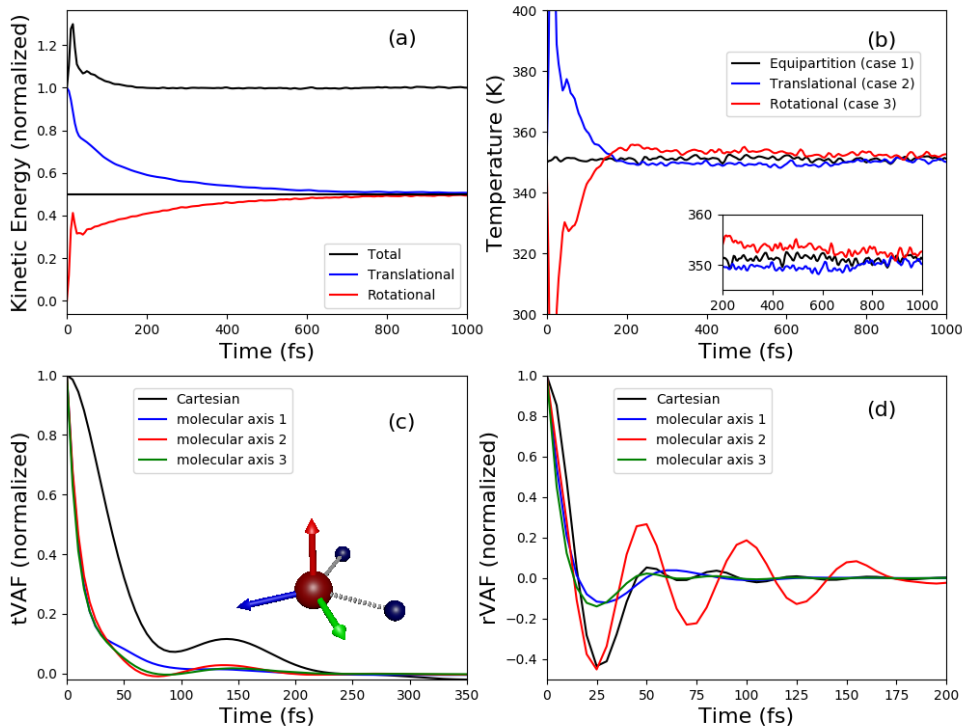 (a)
Kinetic Energy (normalized)
1.2
1.0
0.8
0.6
0.4
0.2
0.0
Total
Translational
Rotational
0 200 400 600 800 1000
Time (fs)
(b)
Temperature (K)
400
380
360
340
320
300
Equipartition (case 1)
Translational (case 2)
Rotational (case 3)
360
350
200 400 600 800 1000
0 200 400 600 800 1000
Time (fs)
(c)
tVAF (normalized)
1.0
0.8
0.6
0.4
0.2
0.0
Cartesian
molecular axis 1
molecular axis 2
molecular axis 3
0 50 100 150 200 250 300 350
Time (fs)
(d)
rVAF (normalized)
1.0
0.8
0.6
0.4
0.2
0.0
−0.2
−0.4
Cartesian
molecular axis 1
molecular axis 2
molecular axis 3
0 25 50 75 100 125 150 175 200
Time (fs)